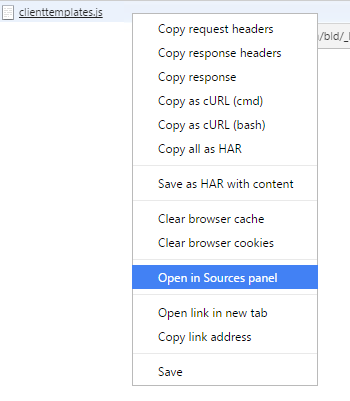 clienttemplates.js
Copy request headers
/bid/_
Copy response headers
Copy response
Copy as cURL (cmd)
Copy as cURL (bash)
Copy all as HAR
Save as HAR with content
Clear browser cache
Clear browser cookies
Open in Sources panel
Open link in new tab
Copy link address
Save